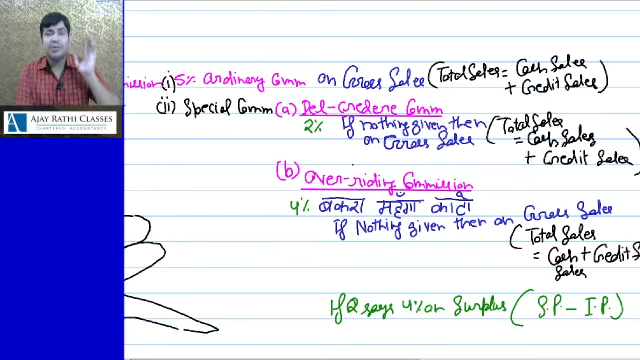 mmission (i) 5% Ordinary Comm on Gross Sales (Total Sales = Cash Sales
+ Credit Sales)
(ii) Special Comm (a) Del-Credere Comm
2% If nothing given then (Total Sales
on Gross Sales = Cash Sales
+ Credit Sales)
(b) Over-riding Commission
4% बकरा महँगा काटो
If Nothing given then on Gross Sales
(Total Sales
= Cash + Credit S
Sales
If Q says 4% on Surplus (S.P. - I.P.)
AJAY RATHI CLASSES
CHARTERED ACCOUNTANTS